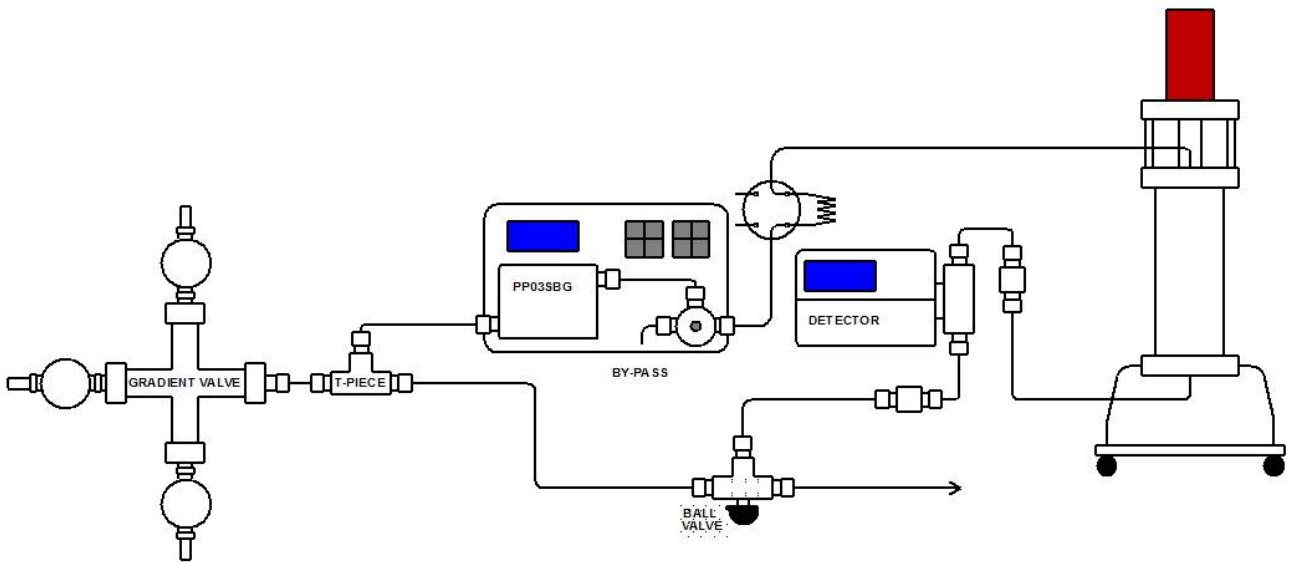 PP03SBG
DETECTOR
BY-PASS
GRADIENT VALVE
T-PIECE
BALL
VALVE